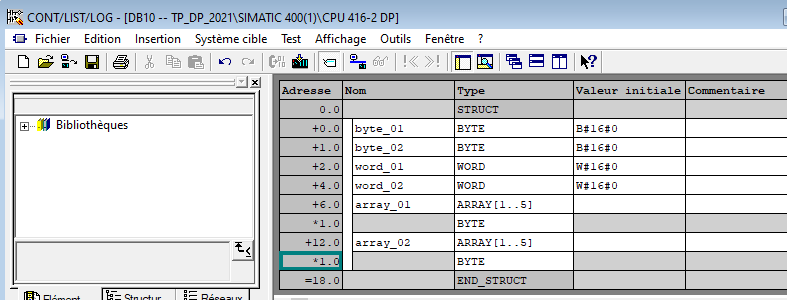 CONT/LIST/LOG - [DB10 -- TP_DP_2021\SIMATIC 400(1)\CPU 416-2 DP]
Fichier Edition Insertion Système cible Test Affichage Outils Fenêtre ?
Bibliothèques
Adresse Nom Type Valeur initiale Commentaire
0.0 STRUCT
+0.0 byte_01 BYTE B#16#0
+1.0 byte_02 BYTE B#16#0
+2.0 word_01 WORD W#16#0
+4.0 word_02 WORD W#16#0
+6.0 array_01 ARRAY[1..5]
*1.0 BYTE
+12.0 array_02 ARRAY[1..5]
*1.0 BYTE
=18.0 END_STRUCT
Elément Structur Réseaux